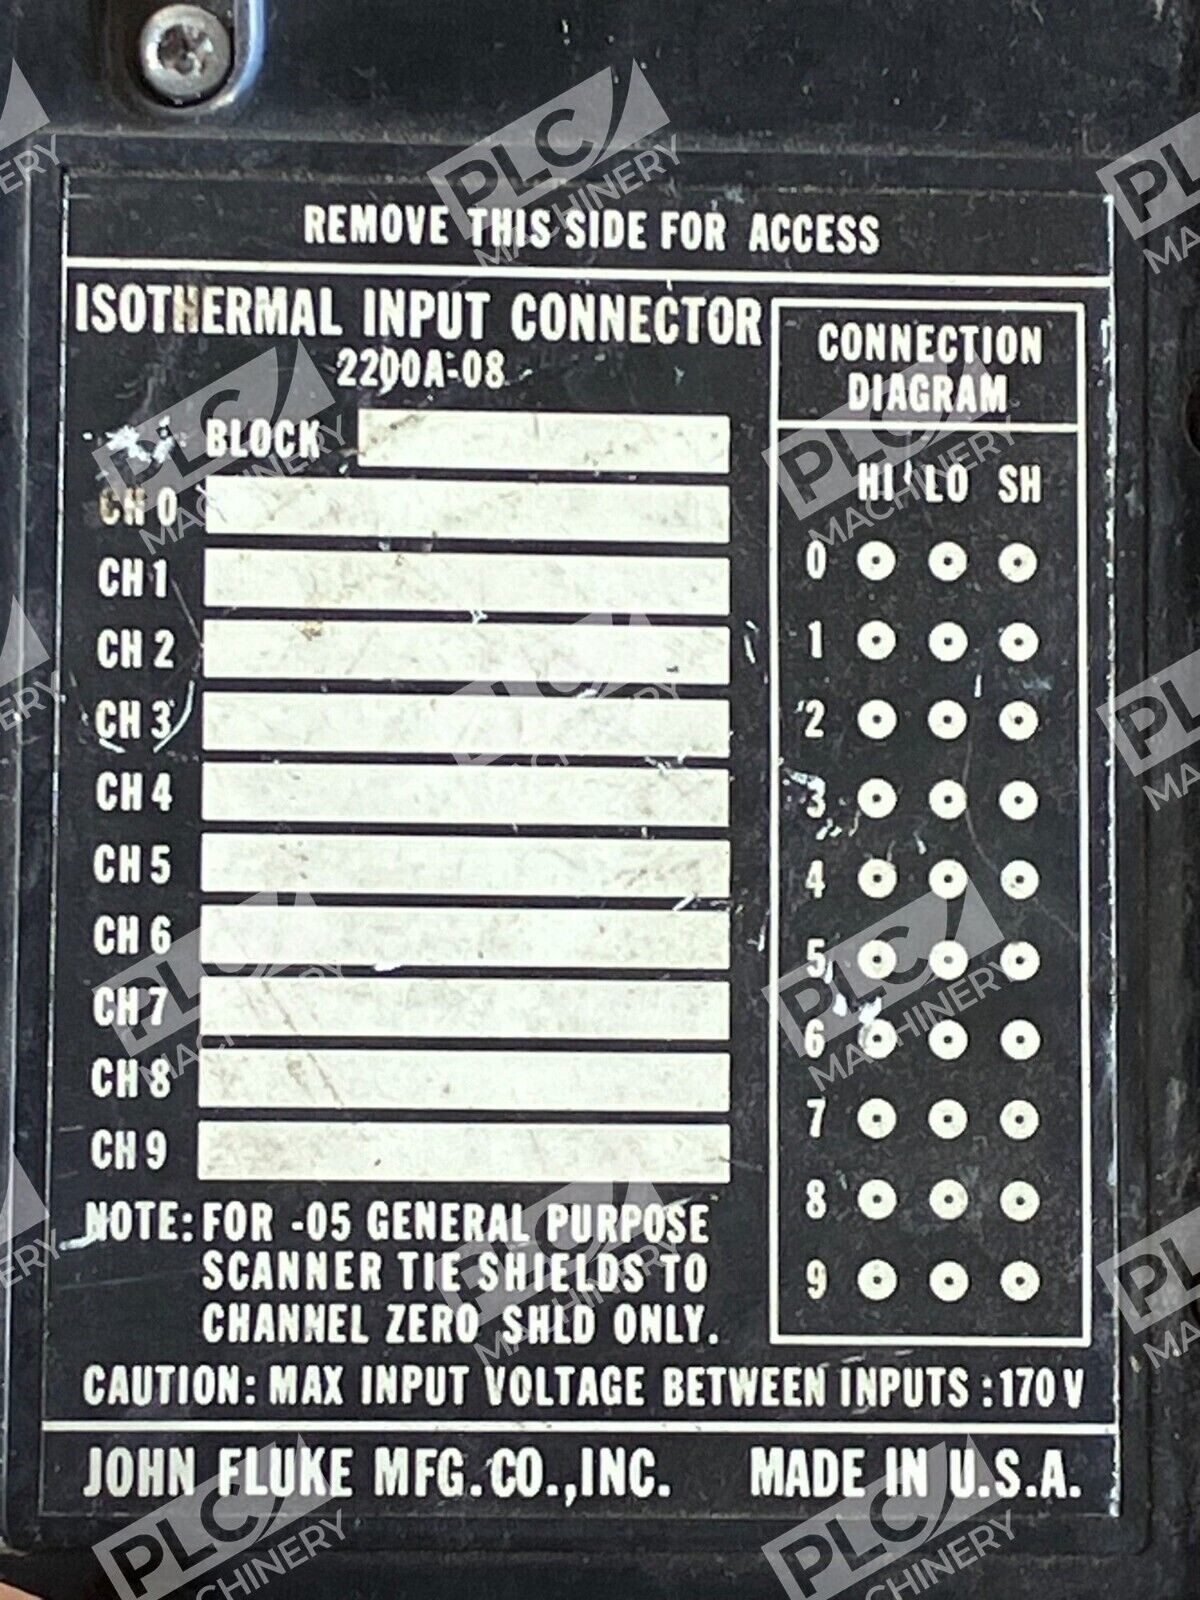 REMOVE THIS SIDE FOR ACCESS
ISOTHERMAL INPUT CONNECTOR
2200A-08
BLOCK
CH 0
CH 1
CH 2
CH 3
CH 4
CH 5
CH 6
CH 7
CH 8
CH 9
NOTE: FOR -05 GENERAL PURPOSE
SCANNER TIE SHIELDS TO
CHANNEL ZERO SHLD ONLY.
CONNECTION
DIAGRAM
HI LO SH
0
1
2
3
4
5
6
7
8
9
CAUTION: MAX INPUT VOLTAGE BETWEEN INPUTS : 170 V
JOHN FLUKE MFG. CO., INC. MADE IN U.S.A.
PLC
MACHINERY